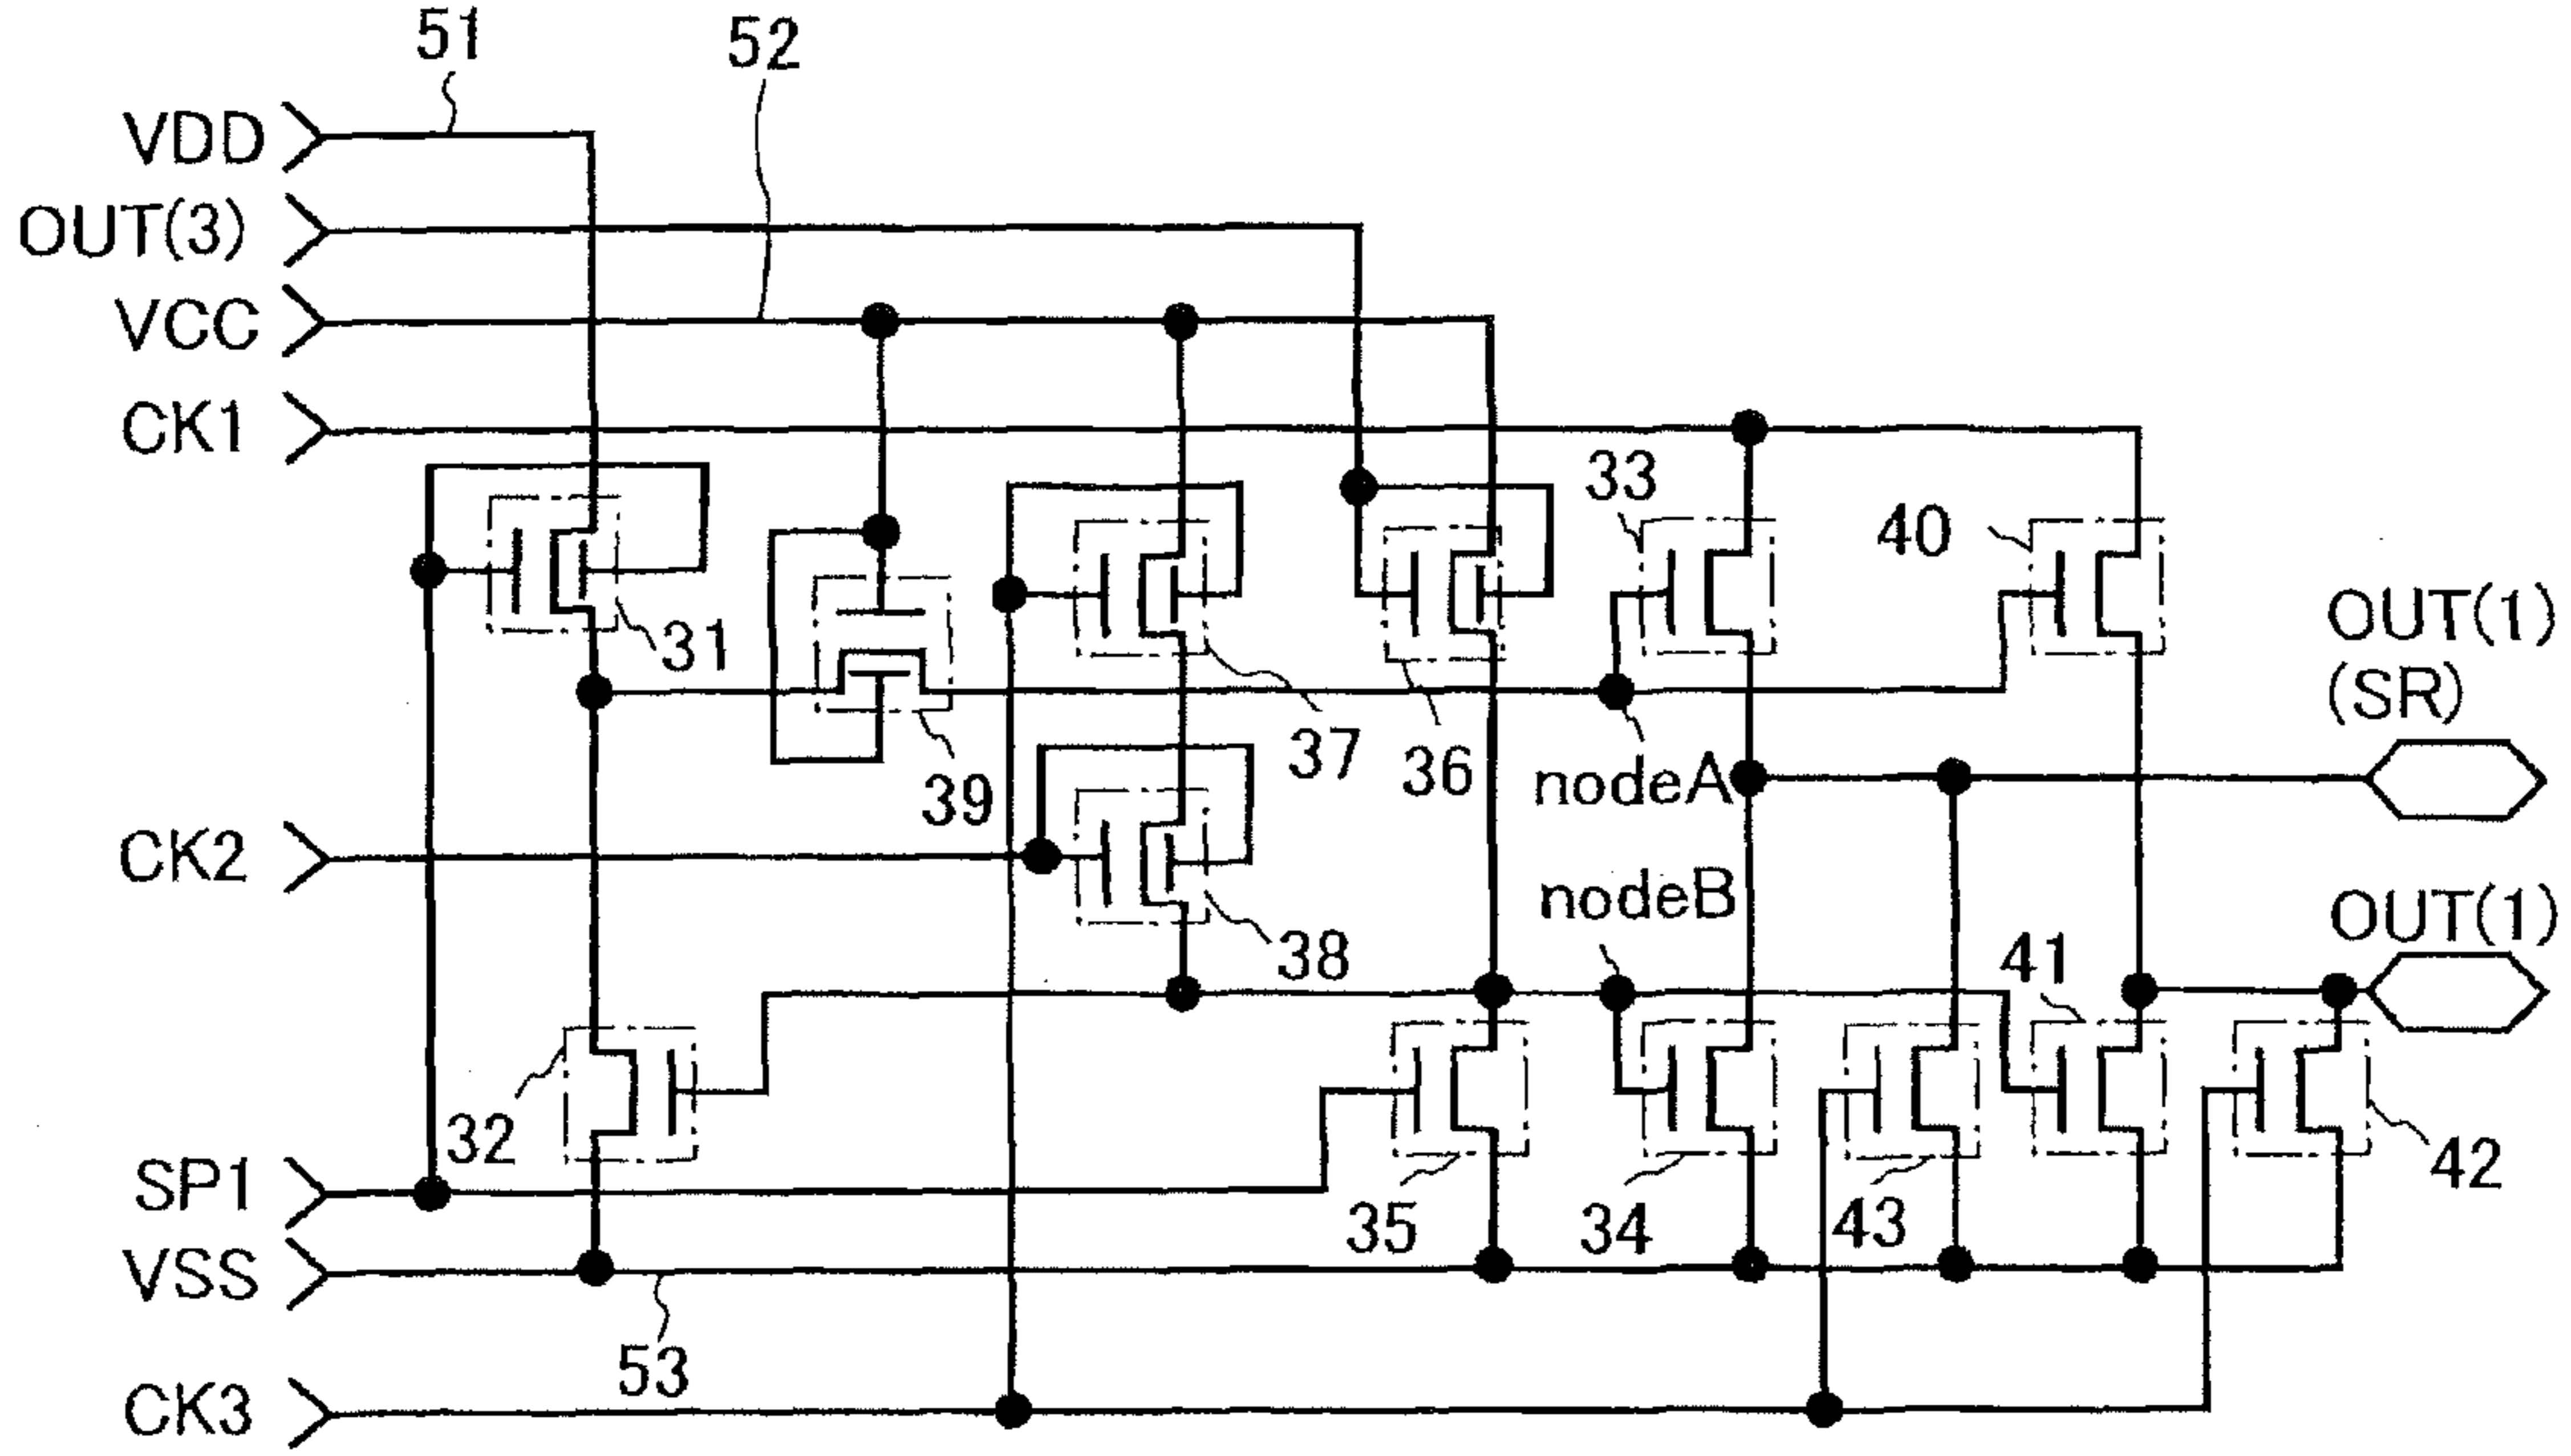 51
52
VDD
OUT(3)
VCC
CK1
33
40
OUT(1)
(SR)
31
39
37
36
nodeA
CK2
nodeB
38
41
OUT(1)
32
SP1
35
34
43
42
VSS
53
CK3